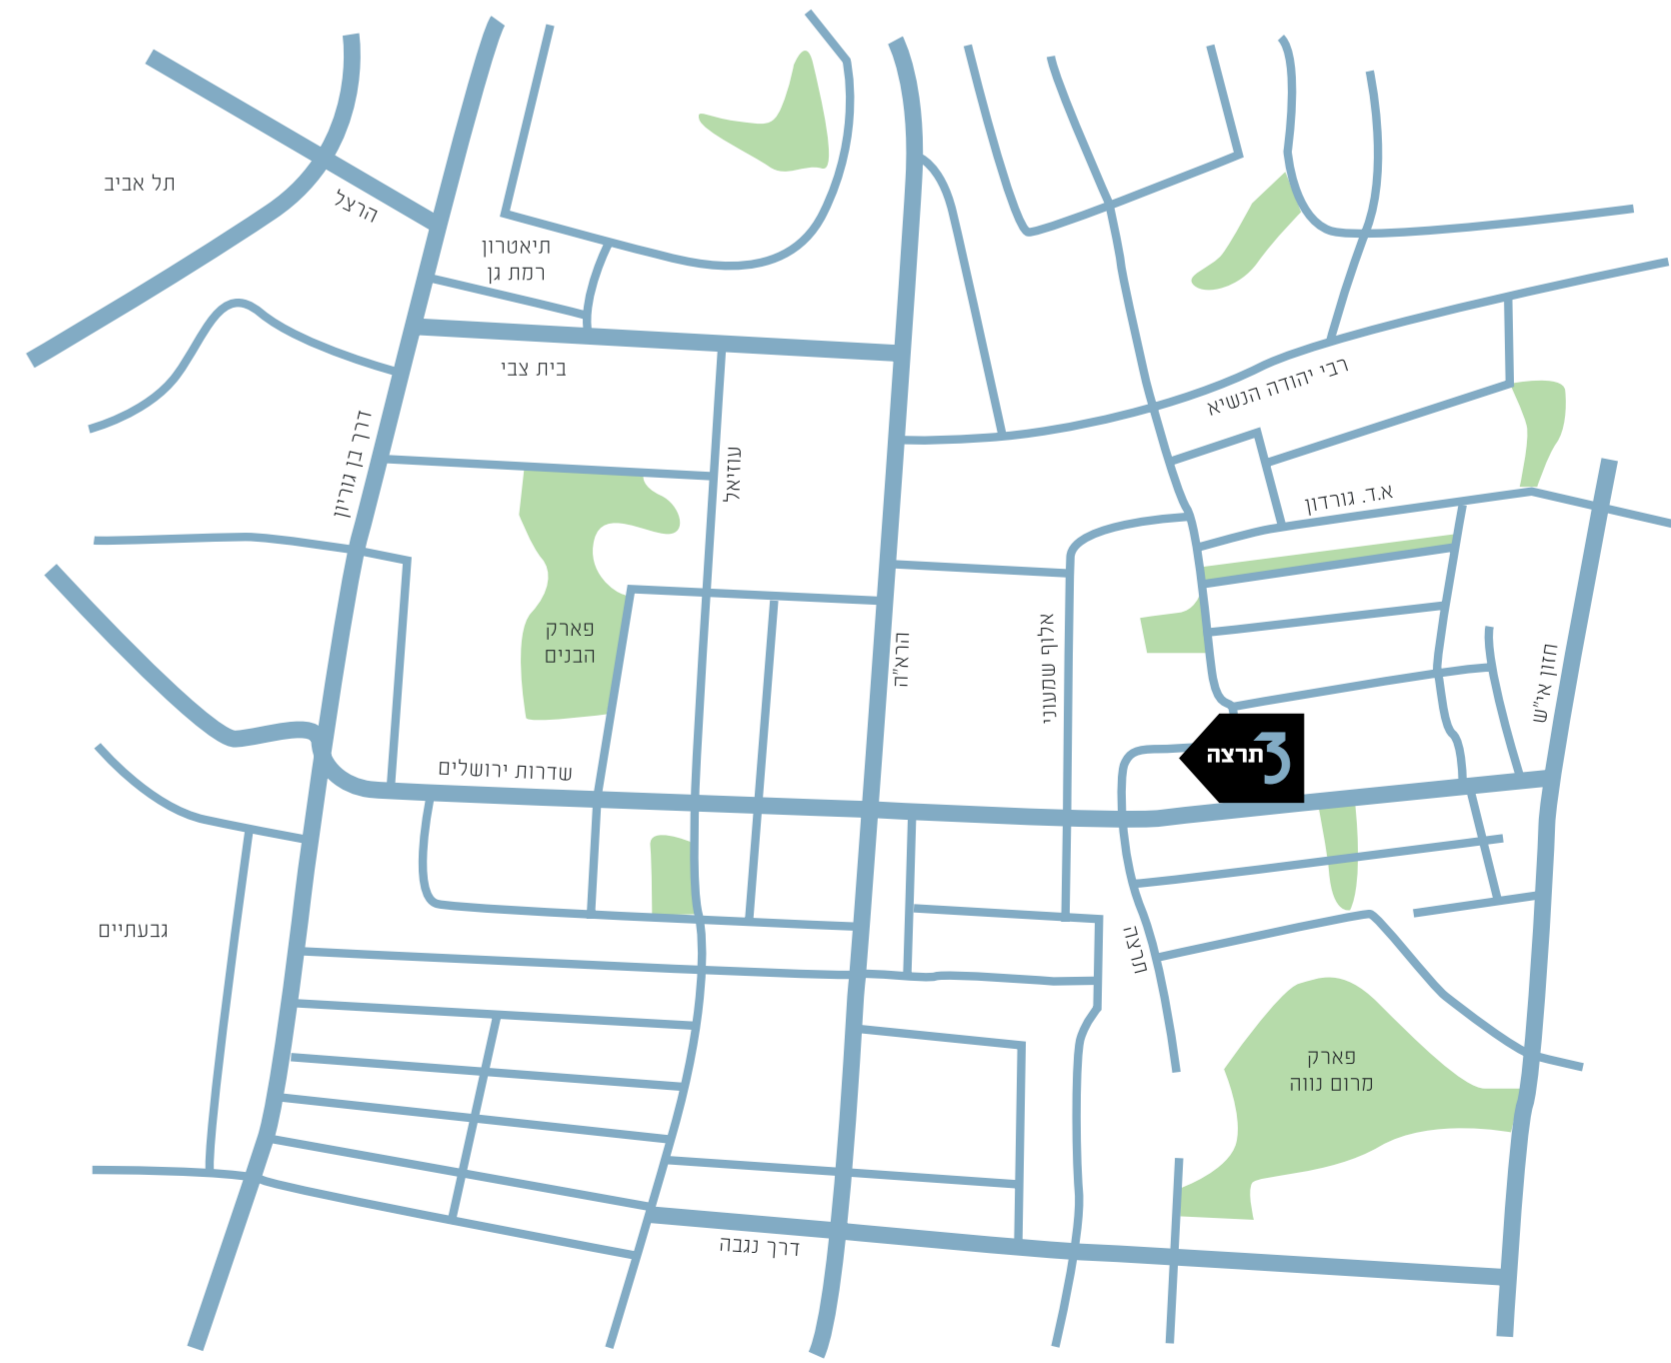 תל אביב
הרצל
תיאטרון
רמת גן
בית צבי
דרך בן גוריון
עוזיאל
רבי יהודה הנשיא
א.ד. גורדון
פארק
הבנים
הרא"ה
אלוף שמעוני
חזון אי"ש
תרצה 3
שדרות ירושלים
גבעתיים
תרצה
פארק
מרום נווה
דרך נגבה